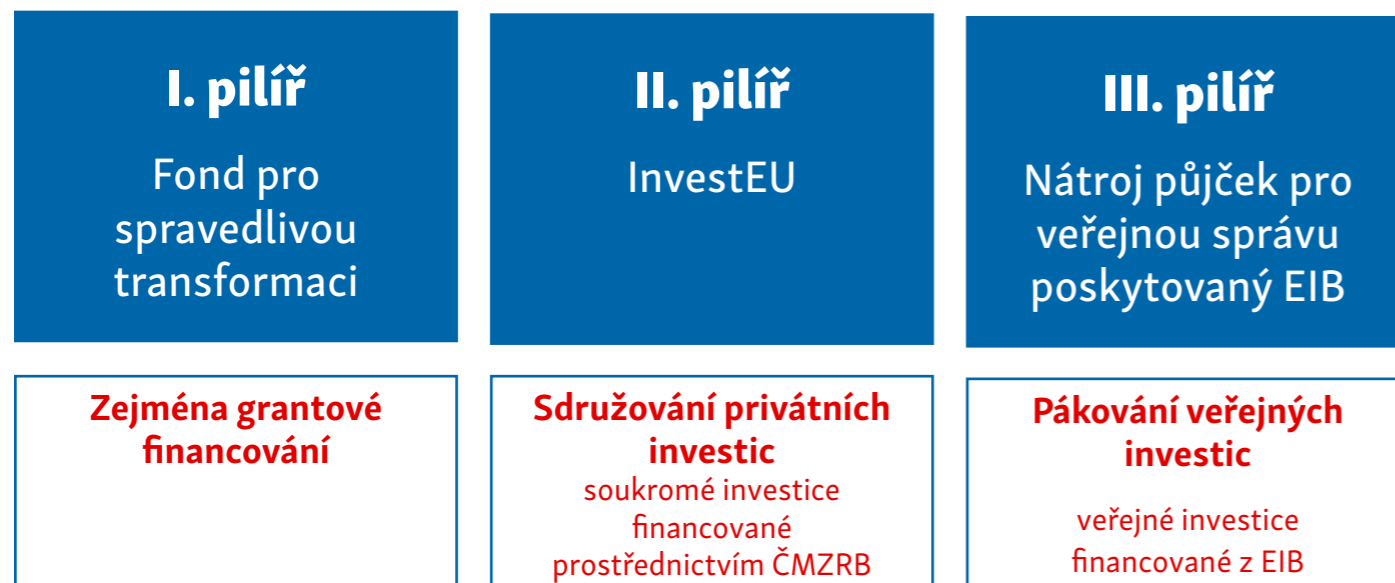 I. pilíř
Fond pro
spravedlivou
transformaci
Zejména grantové
financování
II. pilíř
InvestEU
Sdružování privátních
investic
soukromé investice
financované
prostřednictvím ČMZRB
III. pilíř
Nátroj půjček pro
veřejnou správu
poskytovaný EIB
Pákování veřejných
investic
veřejné investice
financované z EIB